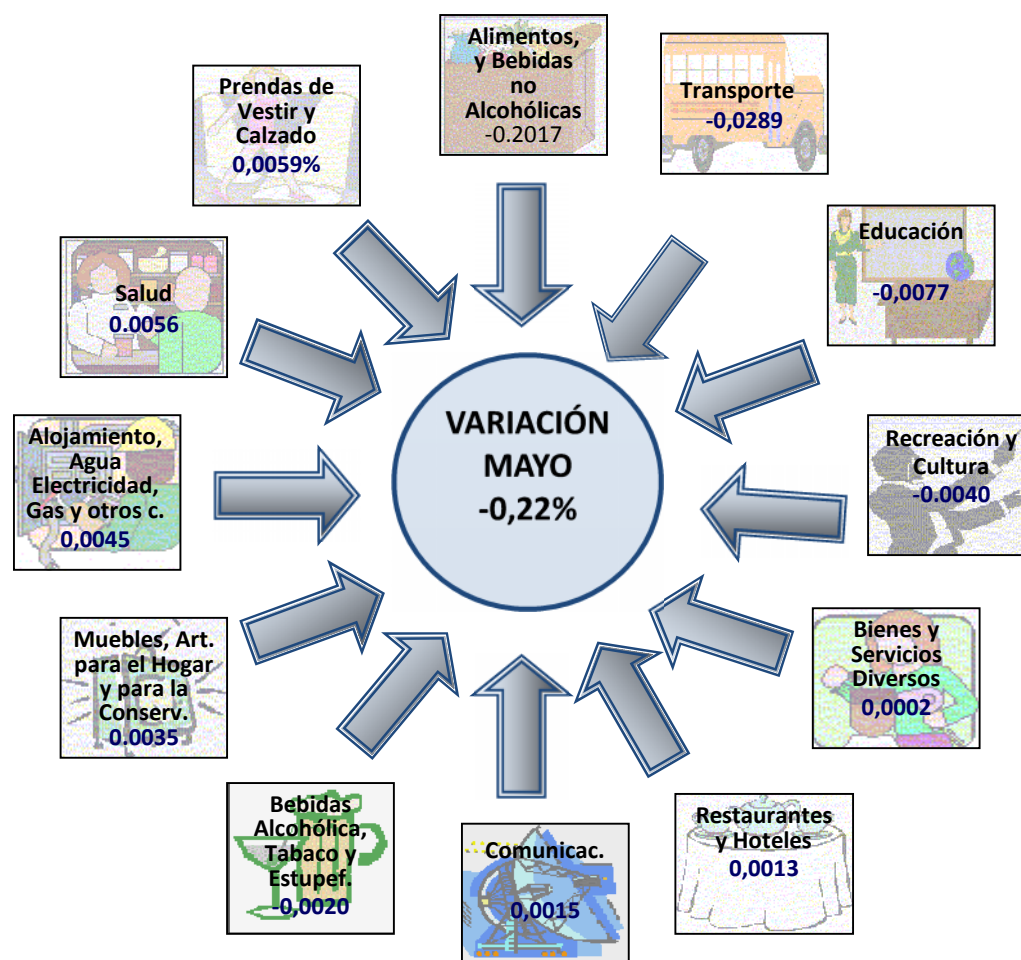 Alimentos,
y Bebidas
no
Alcohólicas
-0.2017
Transporte
-0,0289
Prendas de
Vestir y
Calzado
0,0059%
Educación
-0,0077
Salud
0.0056
VARIACIÓN
MAYO
-0,22%
Alojamiento,
Agua
Electricidad,
Gas y otros c.
0,0045
Recreación y
Cultura
-0.0040
Muebles, Art.
para el Hogar
y para la
Conserv.
0.0035
Bienes y
Servicios
Diversos
0,0002
Bebidas
Alcohólica,
Tabaco y
Estupef.
-0,0020
Comunicac.
0,0015
Restaurantes
y Hoteles
0,0013